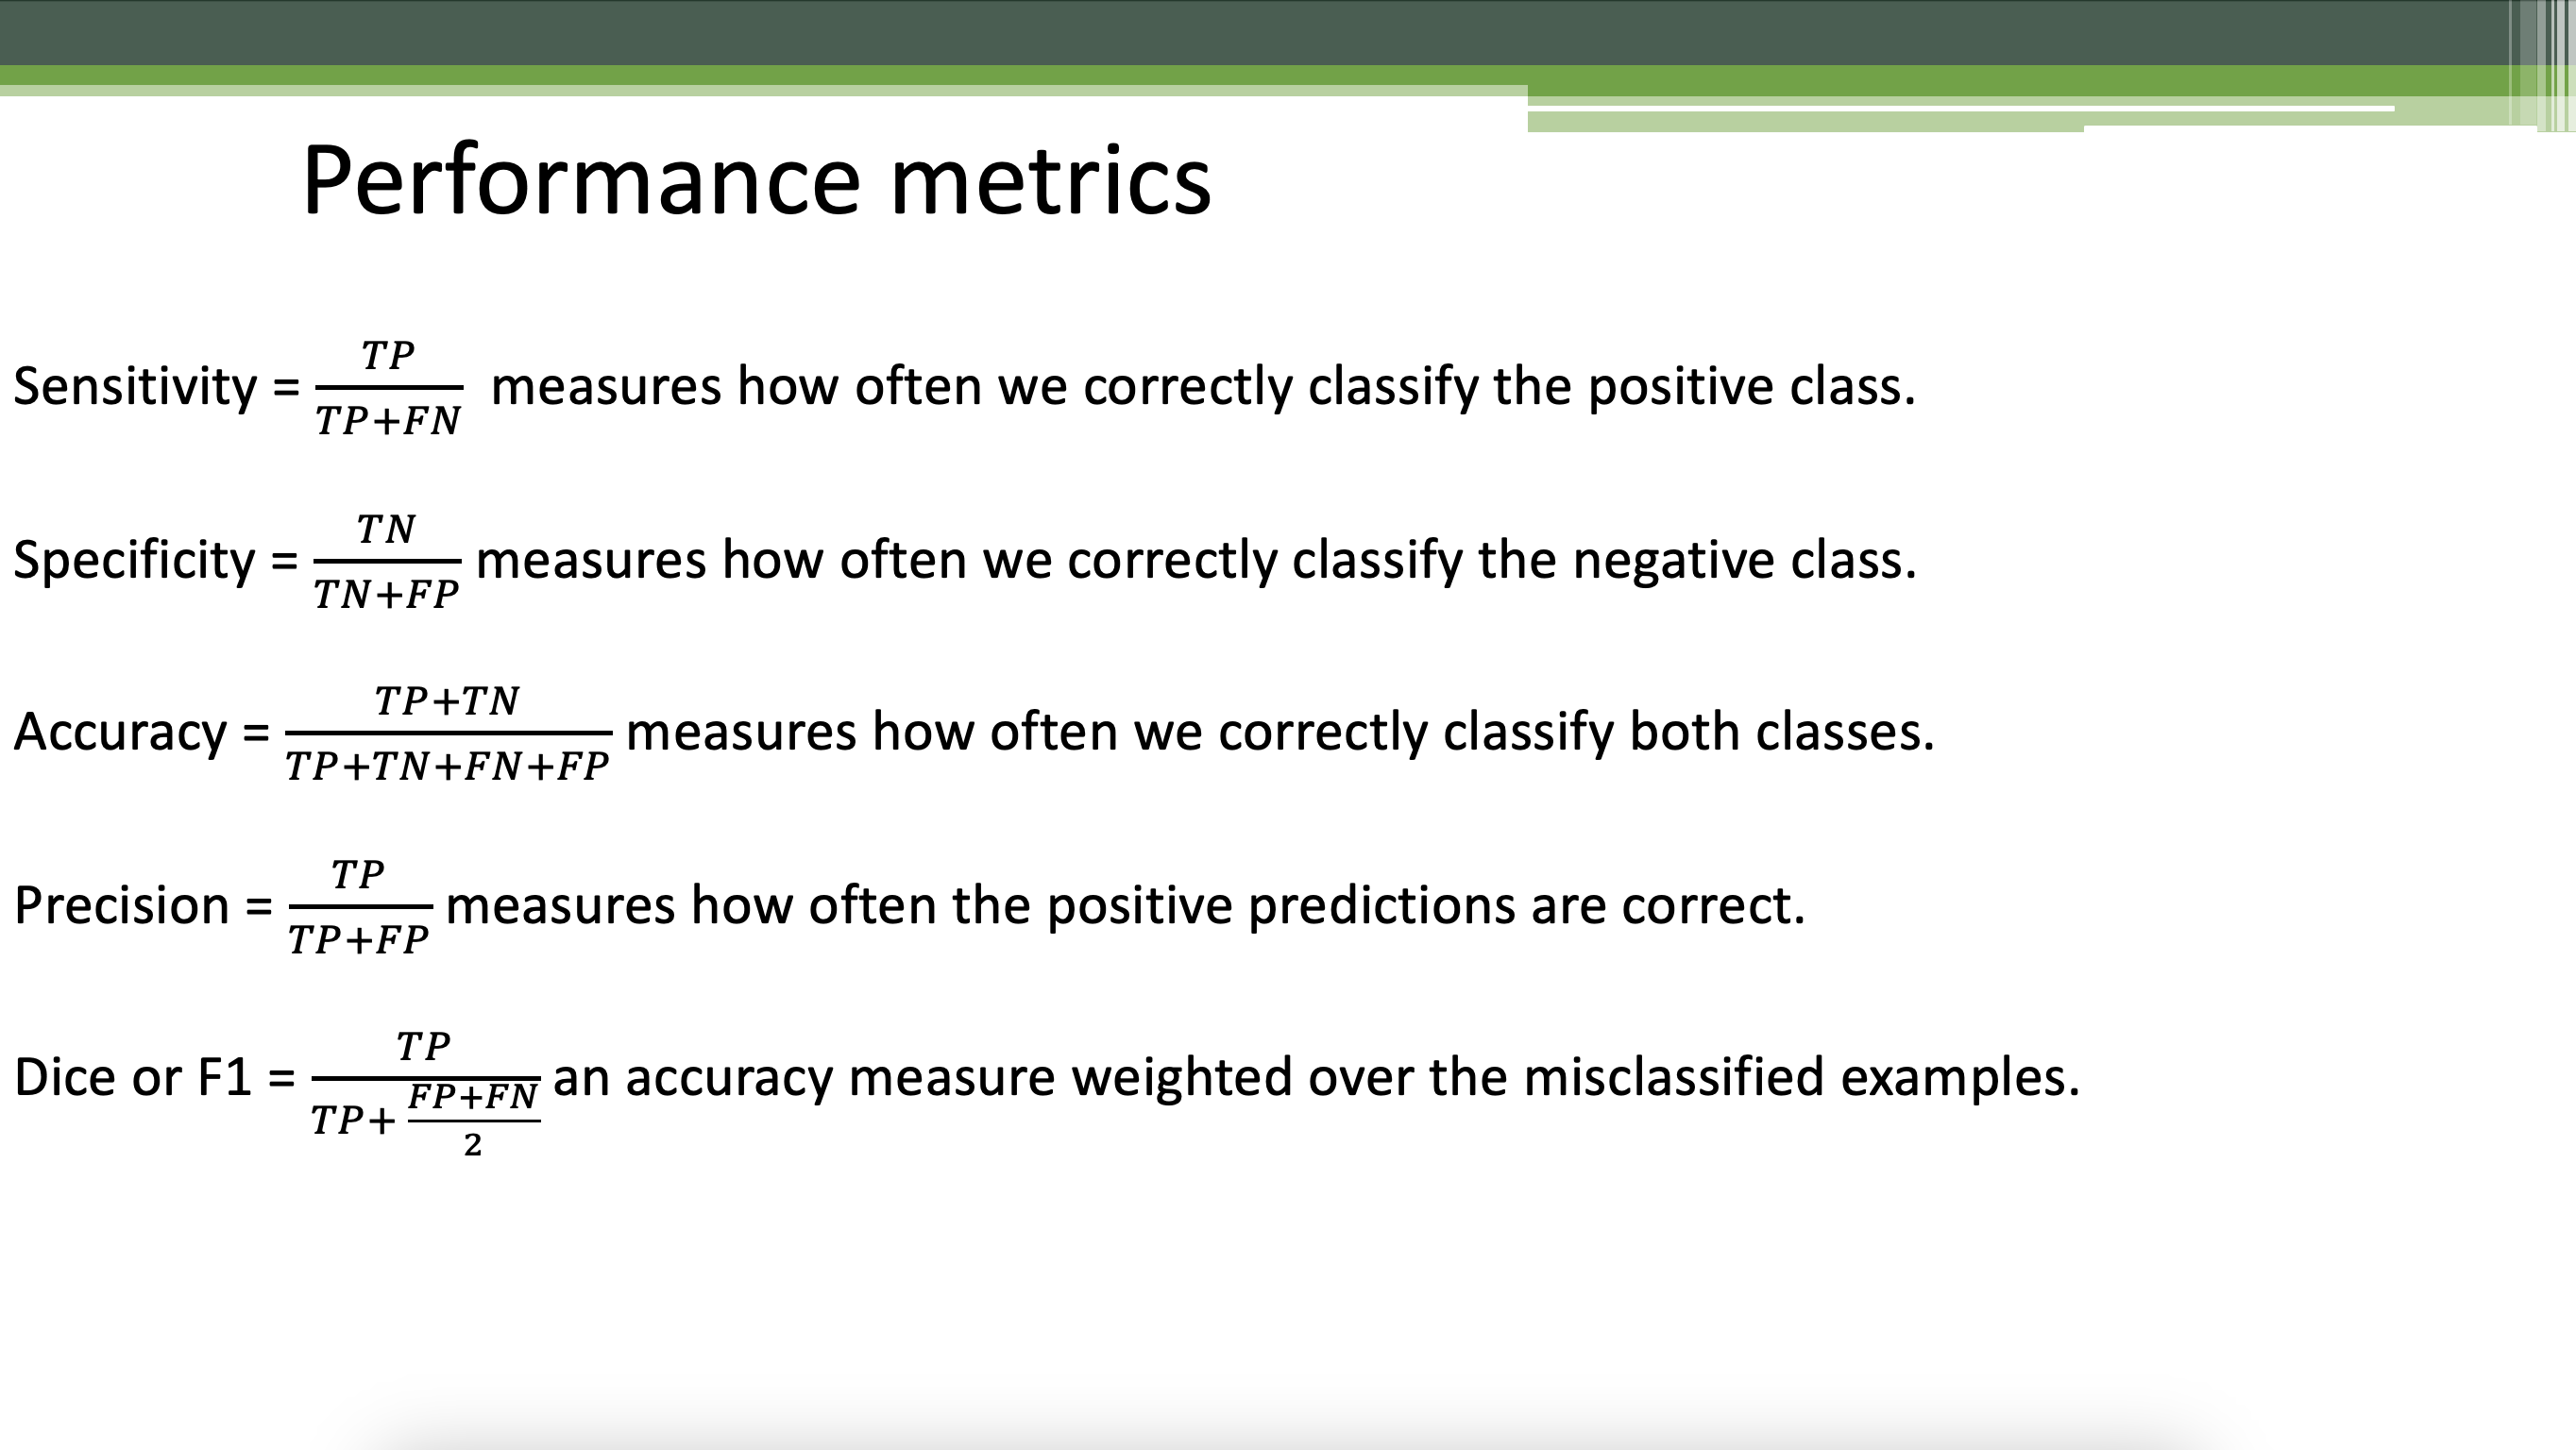 Performance metrics
Sensitivity = \frac{TP}{TP+FN} measures how often we correctly classify the positive class.
Specificity = \frac{TN}{TN+FP} measures how often we correctly classify the negative class.
Accuracy = \frac{TP+TN}{TP+TN+FN+FP} measures how often we correctly classify both classes.
Precision = \frac{TP}{TP+FP} measures how often the positive predictions are correct.
Dice or F1 = \frac{TP}{TP+\frac{FP+FN}{2}} an accuracy measure weighted over the misclassified examples.